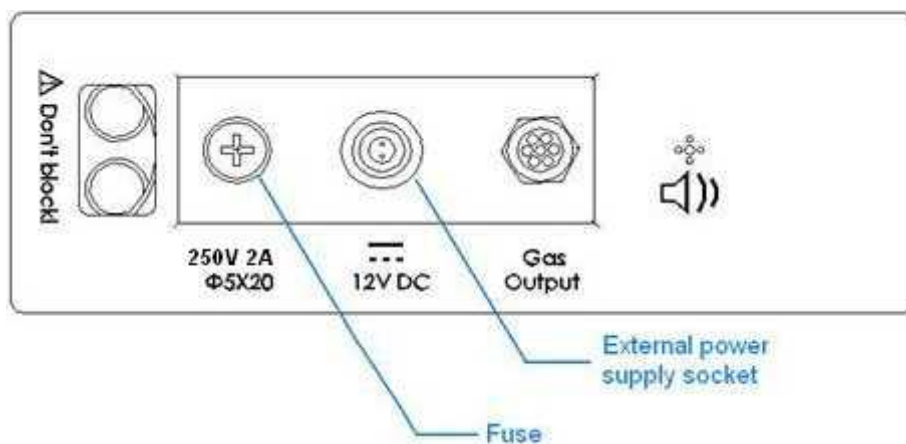 ⚠ Don't block!
250V 2A
Φ5X20
12V DC
Gas
Output
External power
supply socket
Fuse